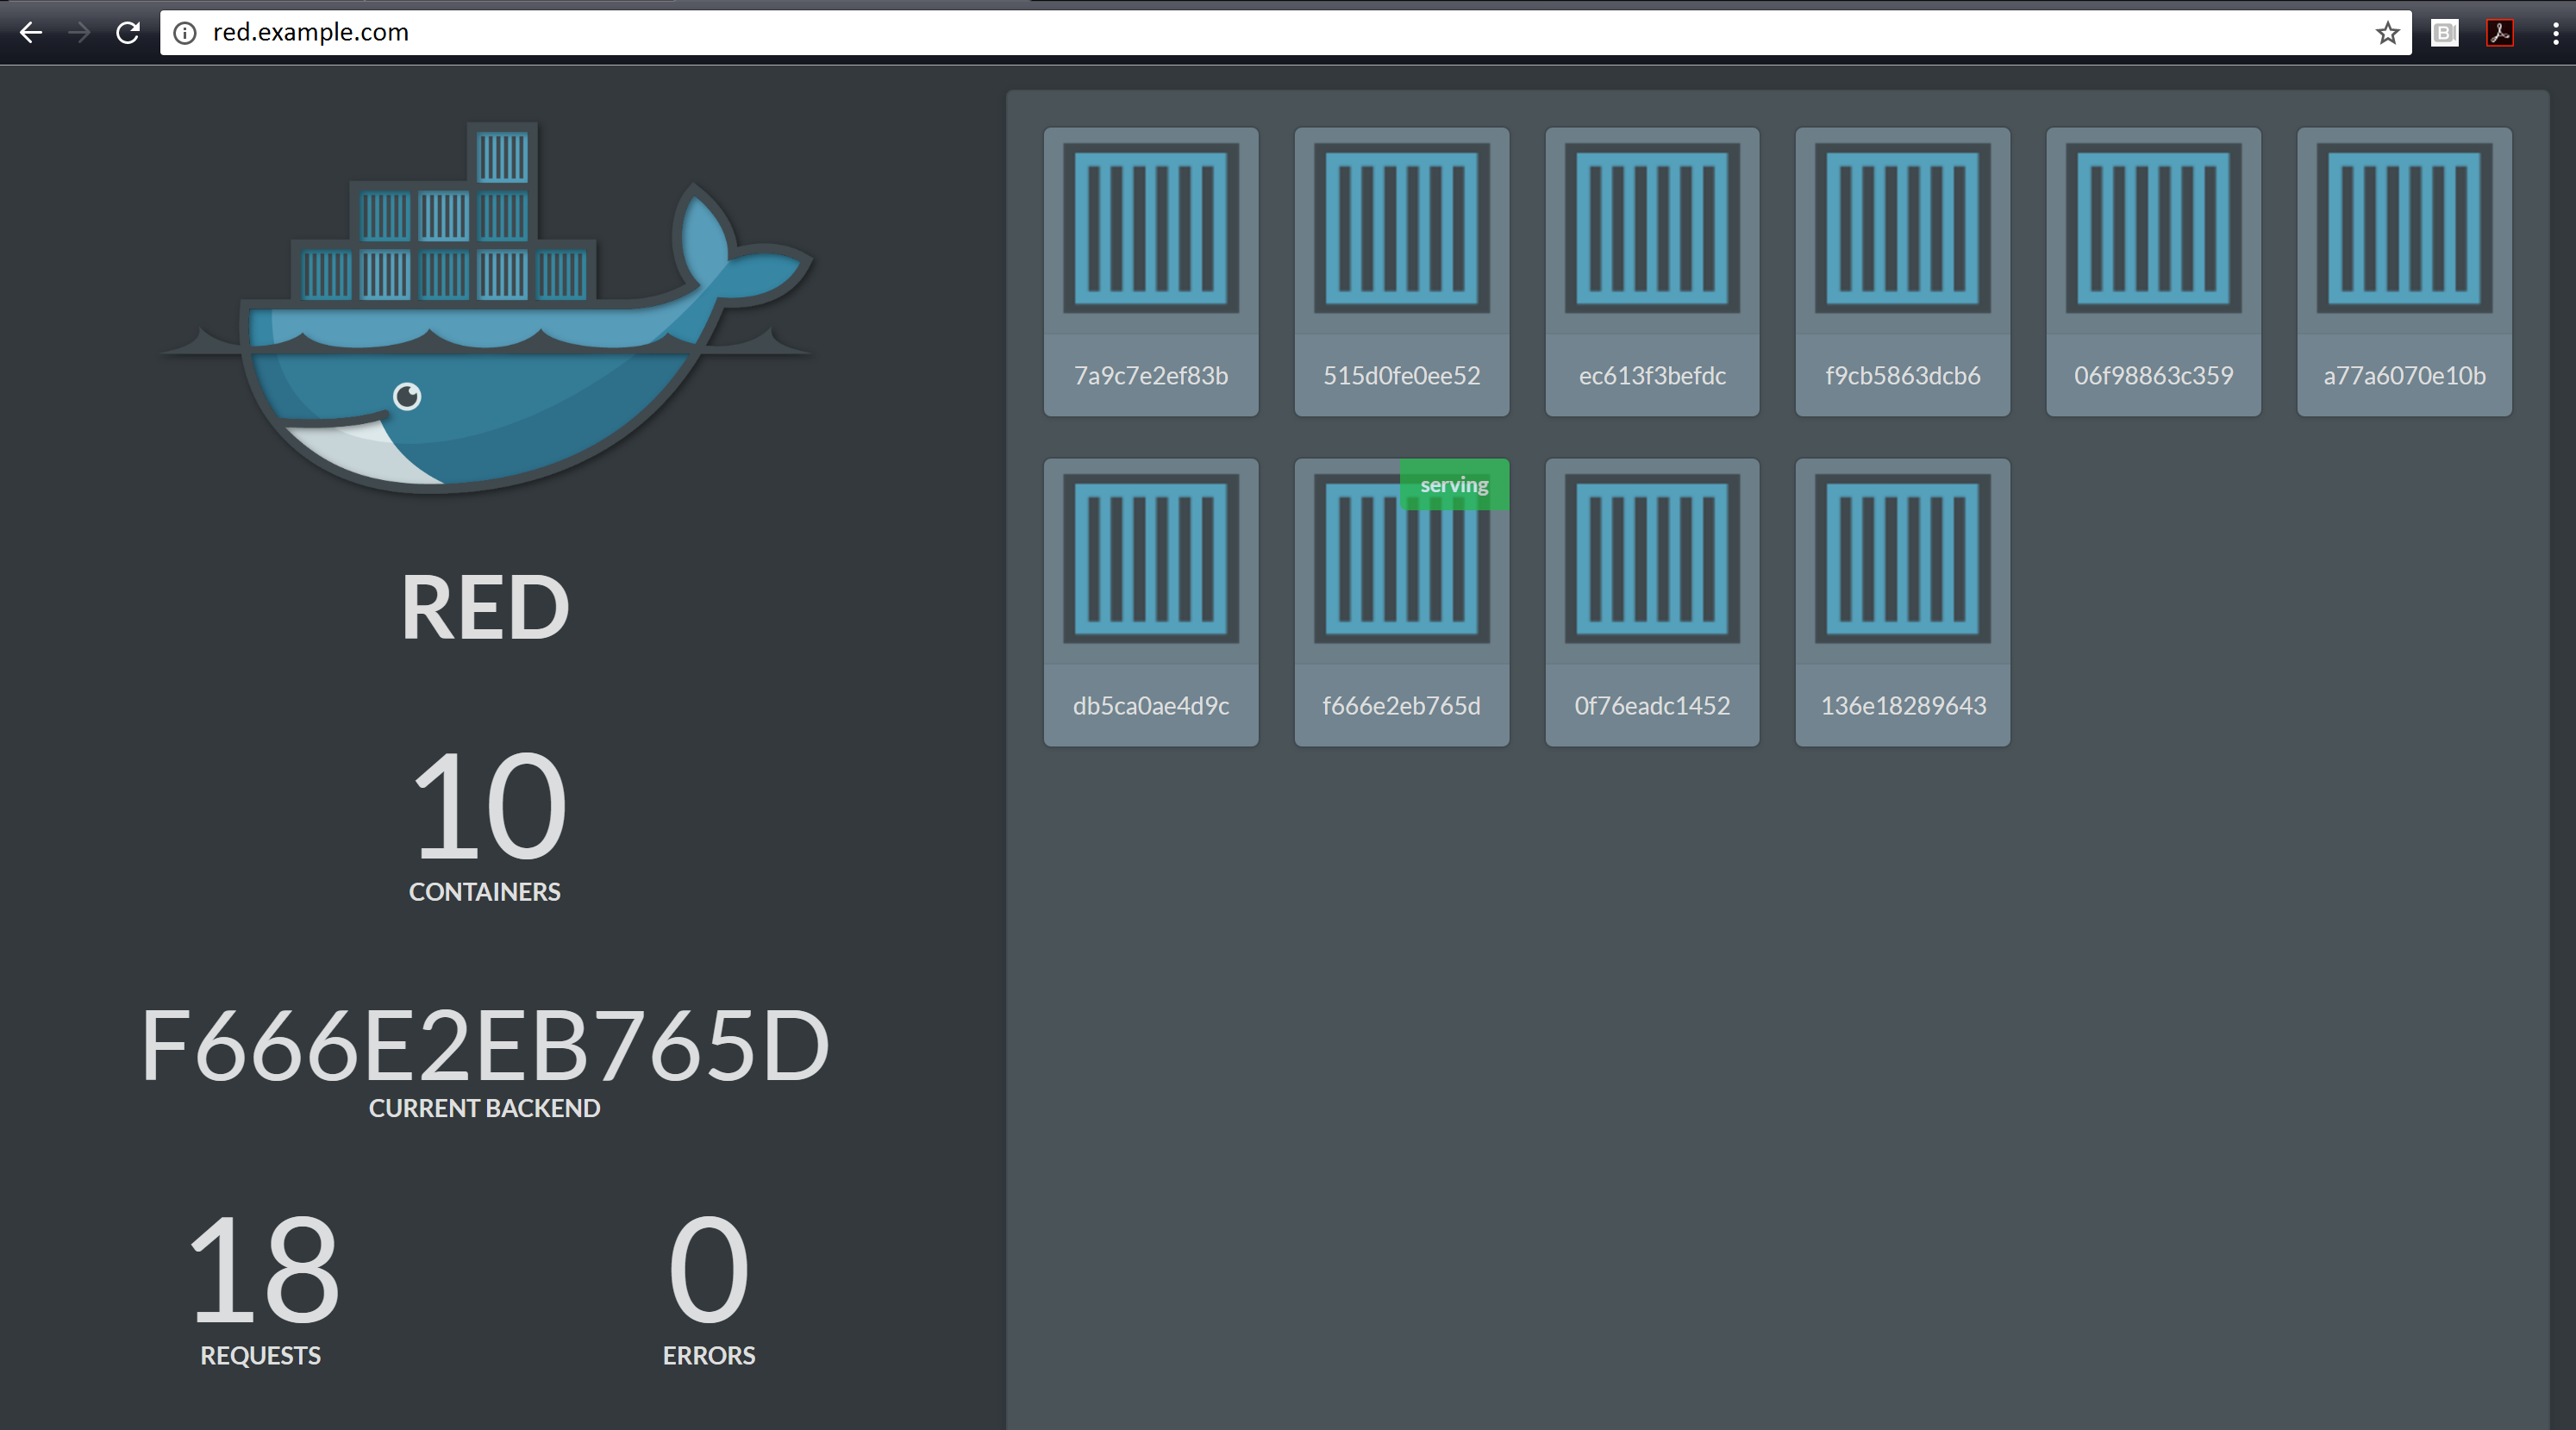 red.example.com
RED
10
CONTAINERS
F666E2EB765D
CURRENT BACKEND
18
REQUESTS
0
ERRORS
7a9c7e2ef83b
515d0fe0ee52
ec613f3befdc
f9cb5863dcb6
06f98863c359
a77a6070e10b
serving
db5ca0ae4d9c
f666e2eb765d
0f76eadc1452
136e18289643